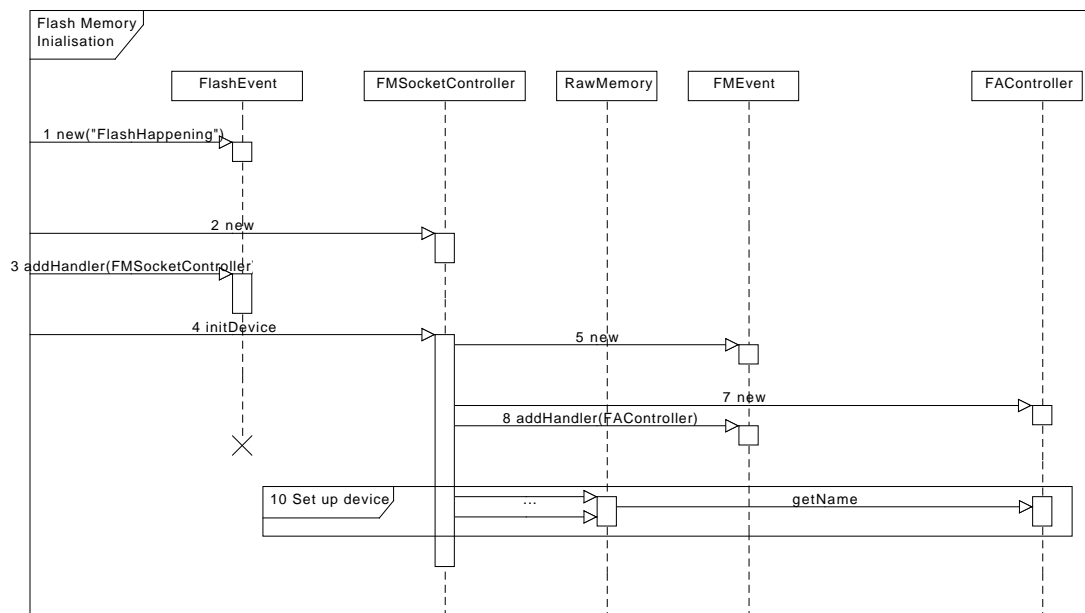 Flash Memory
Inialisation
FlashEvent
FMSocketController
RawMemory
FMEvent
FAController
1 new("FlashHappening")
2 new
3 addHandler(FMSocketController)
4 initDevice
5 new
7 new
8 addHandler(FAController)
10 Set up device
...
getName